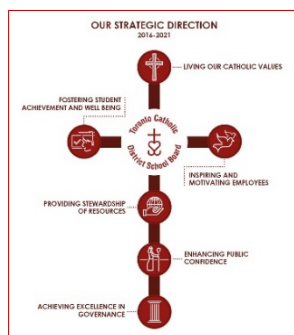 OUR STRATEGIC DIRECTION
2016-2021
LIVING OUR CATHOLIC VALUES
FOSTERING STUDENT
ACHIEVEMENT AND WELL BEING
Toronto Catholic
District School Board
INSPIRING AND
MOTIVATING EMPLOYEES
PROVIDING STEWARDSHIP
OF RESOURCES
ENHANCING PUBLIC
CONFIDENCE
ACHIEVING EXCELLENCE IN
GOVERNANCE